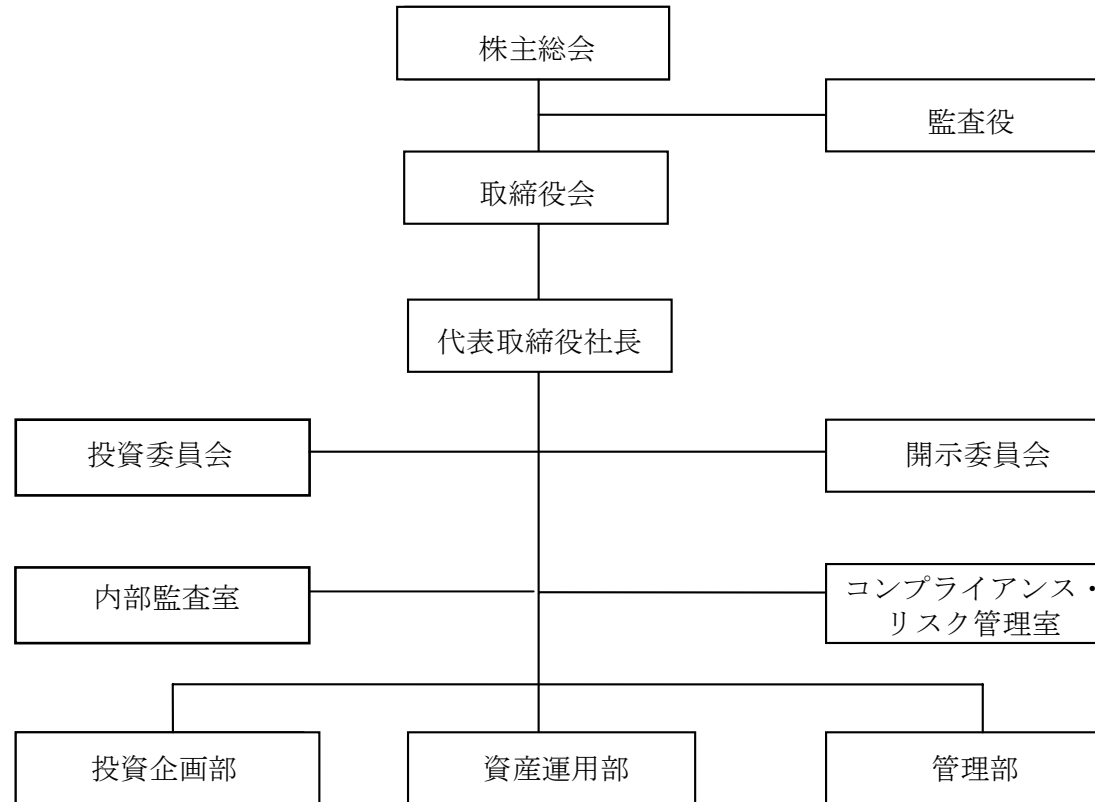 株主総会
監査役
取締役会
代表取締役社長
投資委員会
開示委員会
内部監査室
コンプライアンス・
リスク管理室
投資企画部
資産運用部
管理部